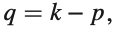 q = k − p,